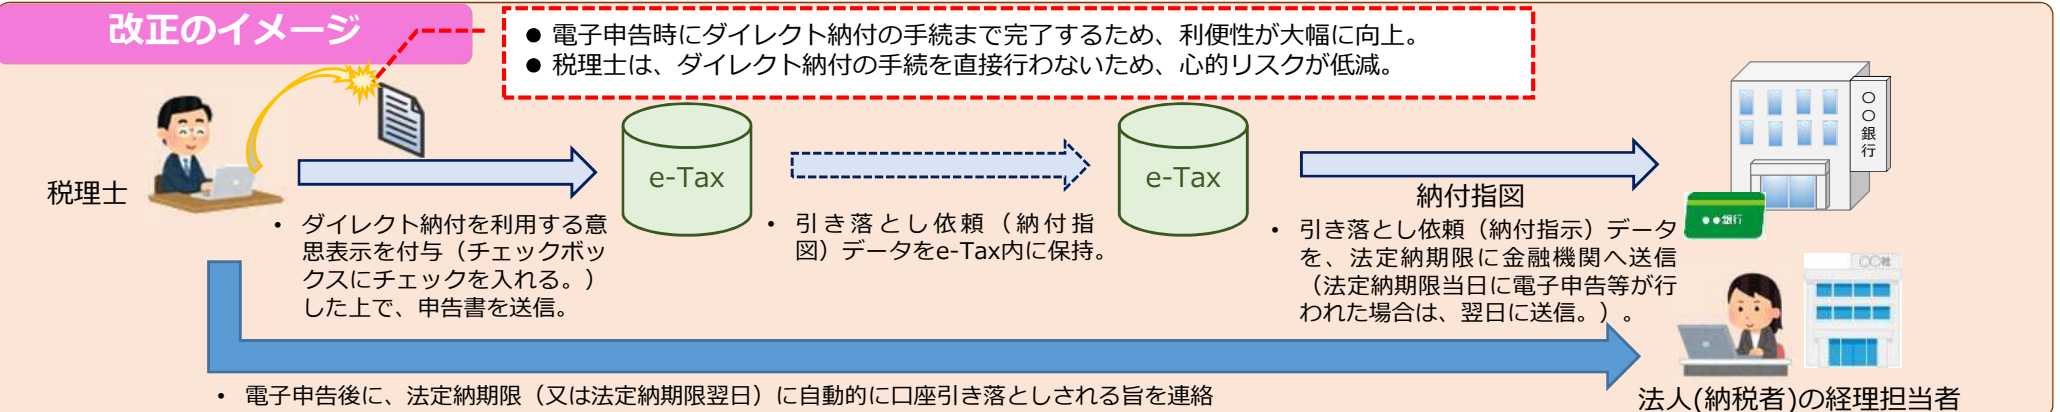 改正のイメージ
● 電子申告時にダイレクト納付の手続まで完了するため、利便性が大幅に向上。
● 税理士は、ダイレクト納付の手続を直接行わないため、心的リスクが低減。
税理士
e-Tax
e-Tax
〇〇銀行
●●銀行
納付指図
• ダイレクト納付を利用する意
思表示を付与（チェックボッ
クスにチェックを入れる。）
した上で、申告書を送信。
• 引き落とし依頼（納付指
図）データをe-Tax内に保持。
• 引き落とし依頼（納付指示）データ
を、法定納期限に金融機関へ送信
（法定納期限当日に電子申告等が行
われた場合は、翌日に送信。）。
〇〇社
• 電子申告後に、法定納期限（又は法定納期限翌日）に自動的に口座引き落としされる旨を連絡
法人(納税者)の経理担当者